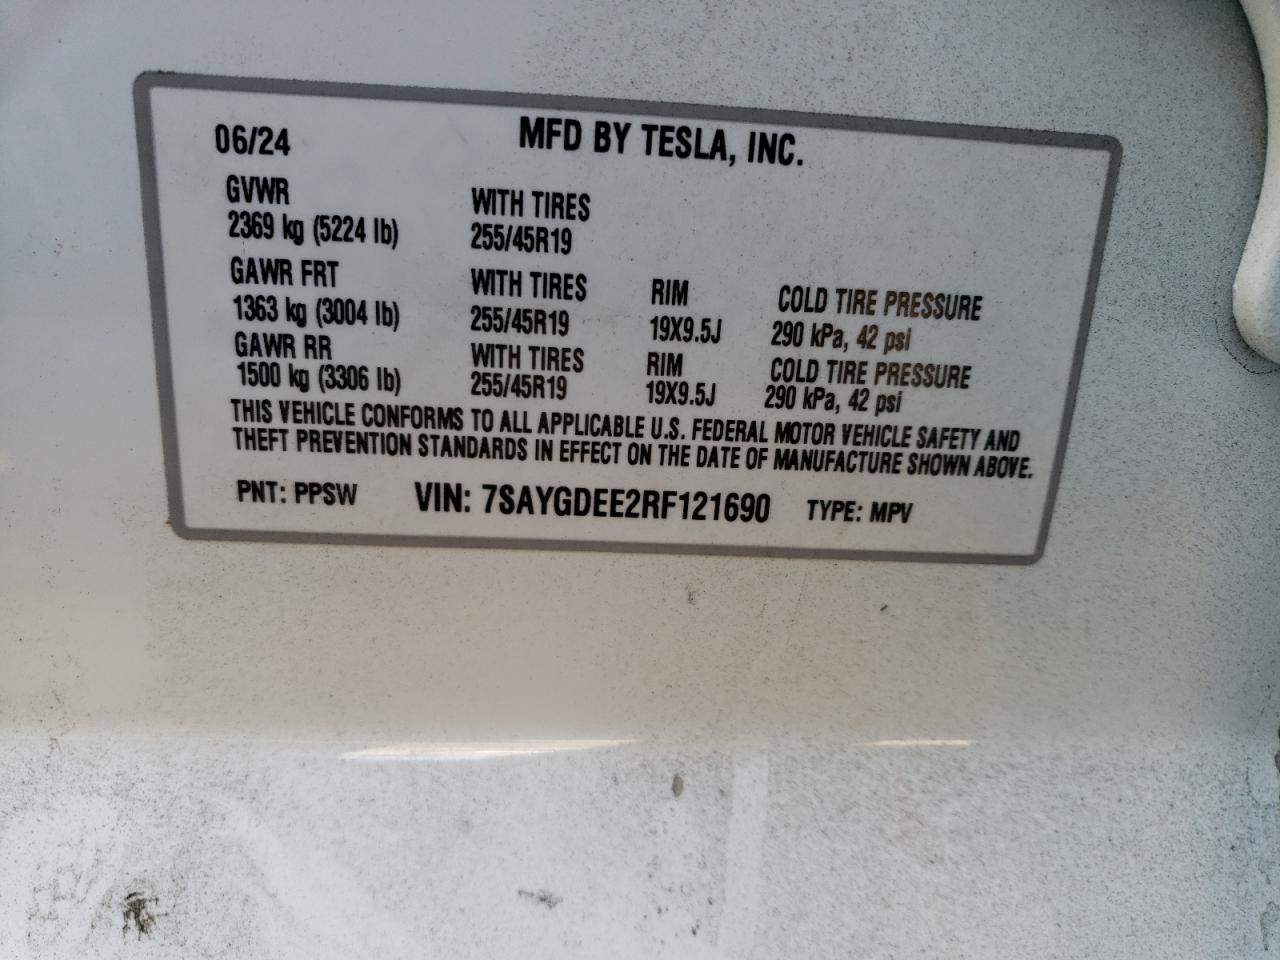 06/24 MFD BY TESLA, INC.
GVWR WITH TIRES
2369 kg (5224 lb) 255/45R19
GAWR FRT WITH TIRES RIM COLD TIRE PRESSURE
1363 kg (3004 lb) 255/45R19 19X9.5J 290 kPa, 42 psi
GAWR RR WITH TIRES RIM COLD TIRE PRESSURE
1500 kg (3306 lb) 255/45R19 19X9.5J 290 kPa, 42 psi
THIS VEHICLE CONFORMS TO ALL APPLICABLE U.S. FEDERAL MOTOR VEHICLE SAFETY AND
THEFT PREVENTION STANDARDS IN EFFECT ON THE DATE OF MANUFACTURE SHOWN ABOVE.
PNT: PPSW VIN: 7SAYGDEE2RF121690 TYPE: MPV